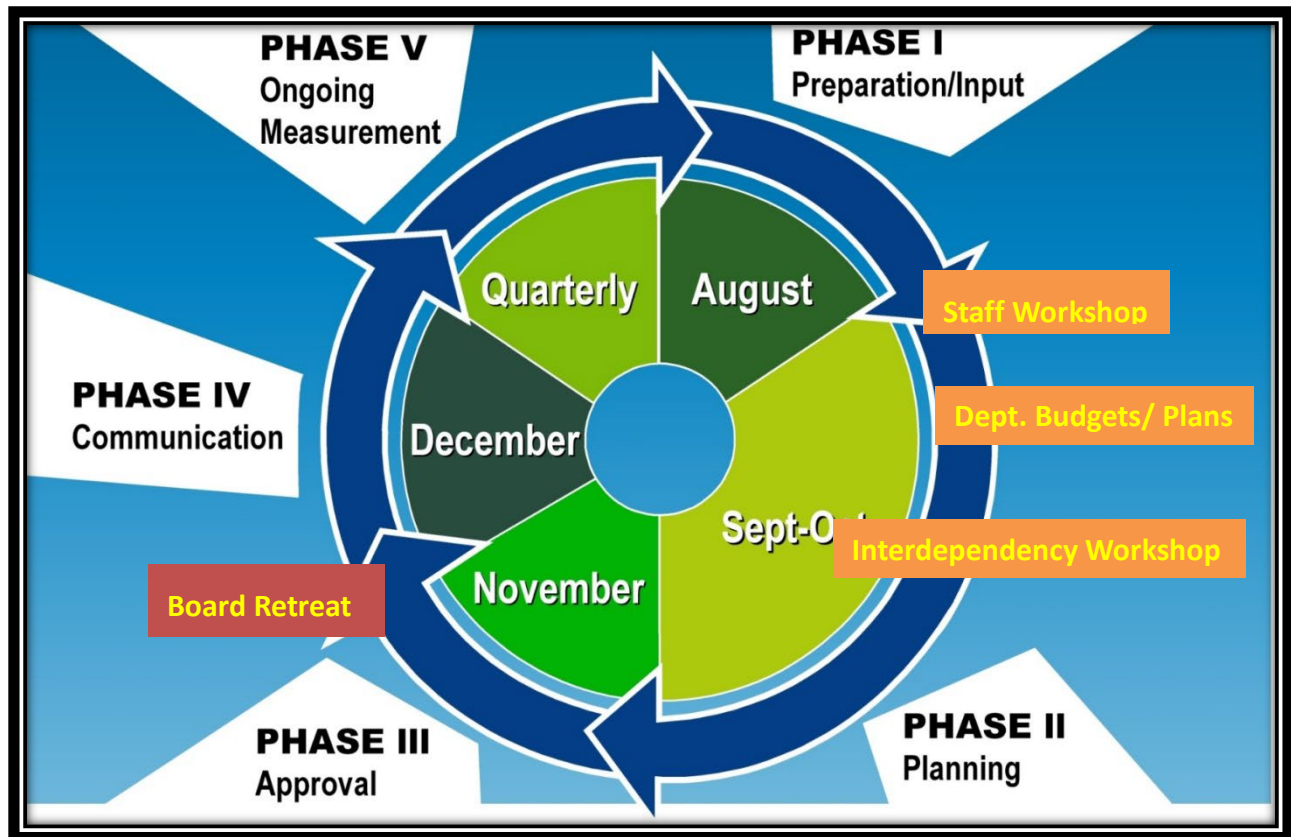 PHASE V
Ongoing
Measurement
PHASE I
Preparation/Input
Quarterly
August
Staff Workshop
PHASE IV
Communication
December
Dept. Budgets/ Plans
Interdependency Workshop
November
Board Retreat
PHASE III
Approval
PHASE II
Planning